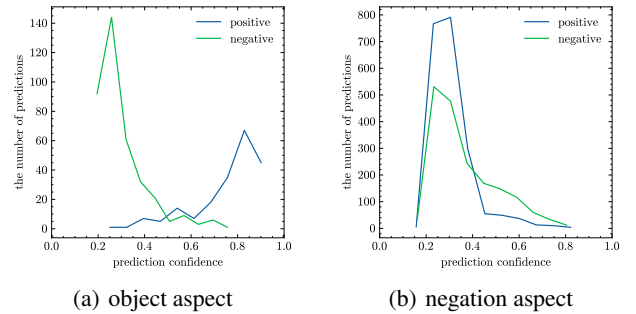 140
120
100
80
60
40
20
0
the number of predictions
positive
negative
0.0 0.2 0.4 0.6 0.8 1.0
prediction confidence
(a) object aspect
800
700
600
500
400
300
200
100
0
the number of predictions
positive
negative
0.0 0.2 0.4 0.6 0.8 1.0
prediction confidence
(b) negation aspect